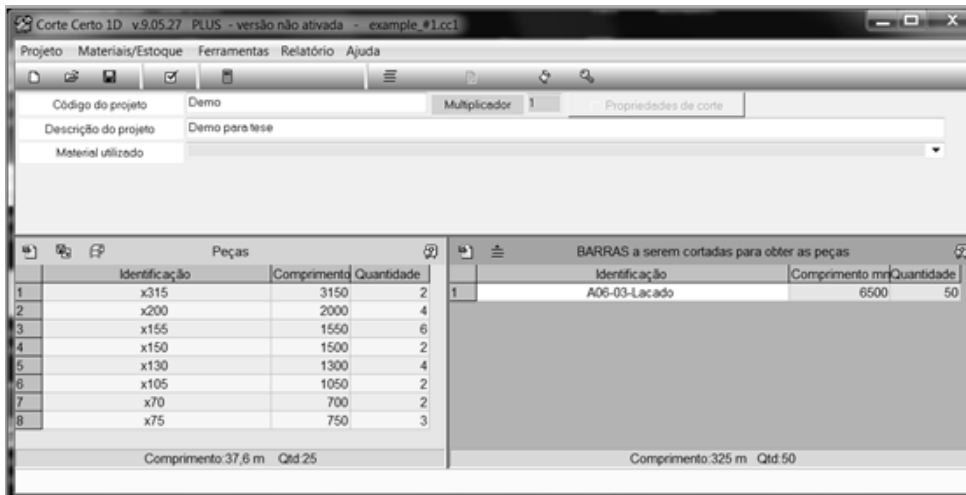 Corte Certo 1D v.9.05.27 PLUS - versão não ativada - example_#1.cc1
Projeto Materiais/Estoque Ferramentas Relatório Ajuda
Código do projeto Demo Multiplicador 1 Propriedades de corte
Descrição do projeto Demo para tese
Material utilizado
Peças
Identificação Comprimento Quantidade
1 x315 3150 2
2 x200 2000 4
3 x155 1550 6
4 x150 1500 2
5 x130 1300 4
6 x105 1050 2
7 x70 700 2
8 x75 750 3
Comprimento:37,6 m Qtd:25
BARRAS a serem cortadas para obter as peças
Identificação Comprimento mm Quantidade
1 A06-03-Lacado 6500 50
Comprimento:325 m Qtd:50